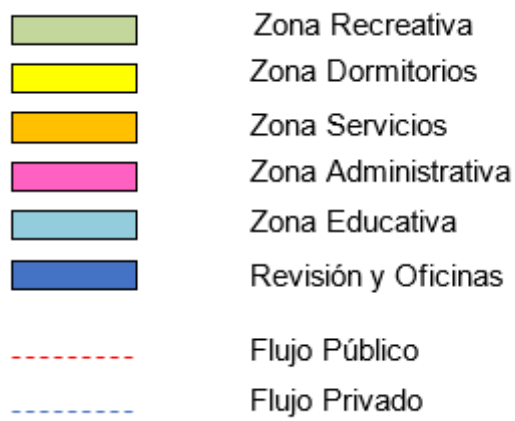 Zona Recreativa
Zona Dormitorios
Zona Servicios
Zona Administrativa
Zona Educativa
Revisión y Oficinas
Flujo Público
Flujo Privado